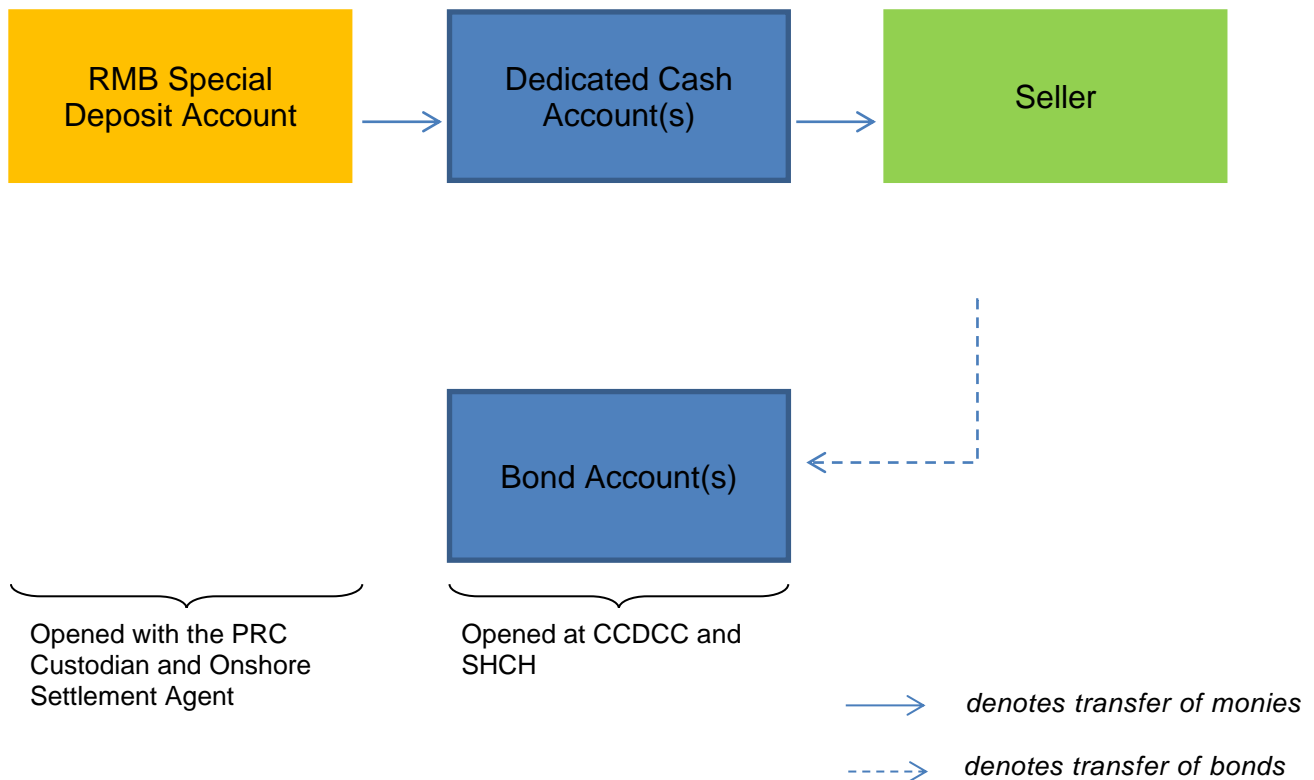 RMB Special
Deposit Account
Dedicated Cash
Account(s)
Seller
Bond Account(s)
Opened with the PRC
Custodian and Onshore
Settlement Agent
Opened at CCDCC and
SHCH
denotes transfer of monies
denotes transfer of bonds